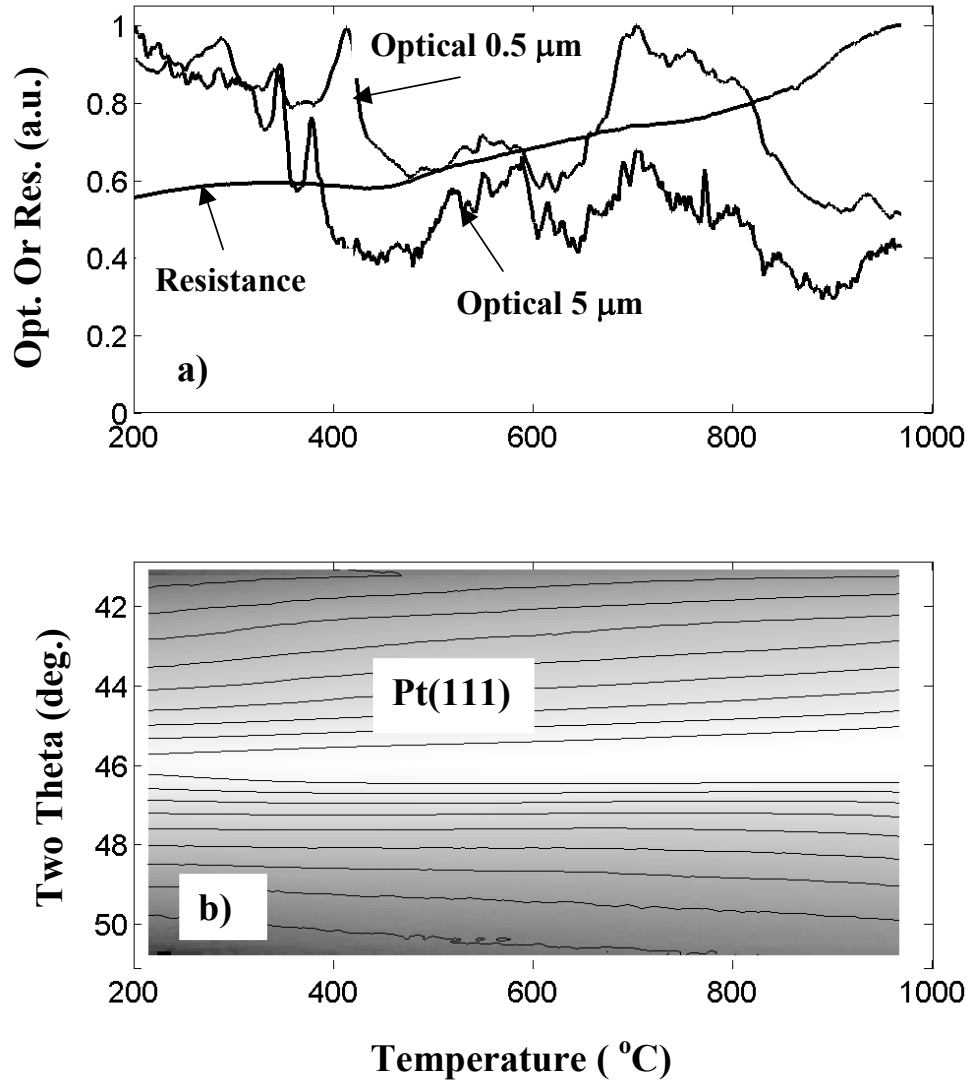 Opt. Or Res. (a.u.)
1
0.8
0.6
0.4
0.2
0
Optical 0.5 μm
Resistance
Optical 5 μm
a)
200
400
600
800
1000
Two Theta (deg.)
42
44
46
48
50
Pt(111)
b)
200
400
600
800
1000
Temperature ( °C)